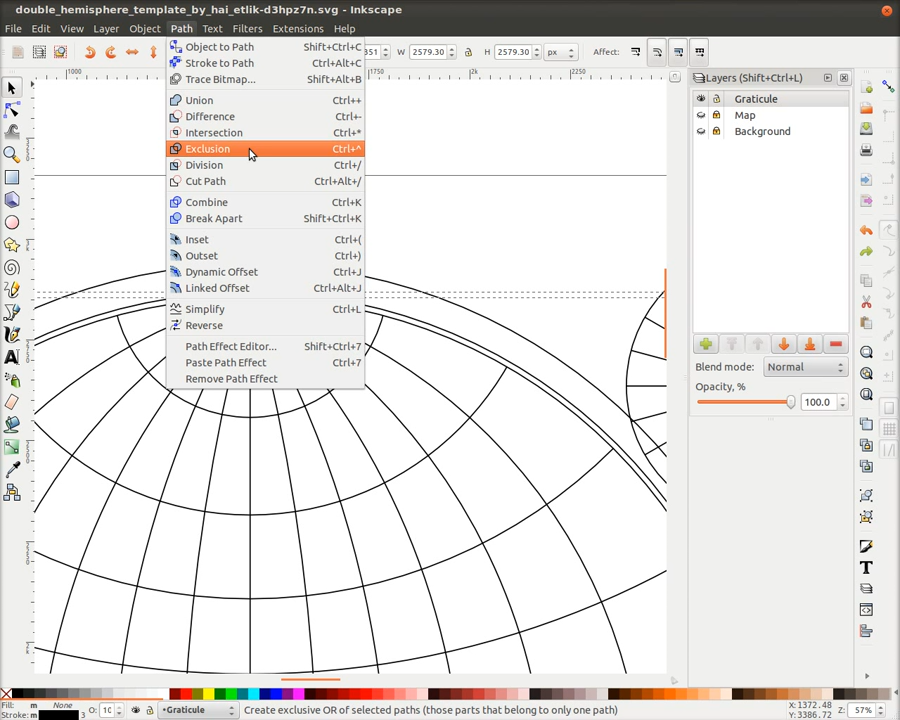 double_hemisphere_template_by_hai_etlik-d3hpz7n.svg - Inkscape
File Edit View Layer Object Path Text Filters Extensions Help
351 W 2579.30 H 2579.30 px Affect:
1000 1750 2k 2250
Object to Path Shift+Ctrl+C
Stroke to Path Ctrl+Alt+C
Trace Bitmap... Shift+Alt+B
Union Ctrl++
Difference Ctrl+-
Intersection Ctrl+*
Exclusion Ctrl+^
Division Ctrl+/
Cut Path Ctrl+Alt+/
Combine Ctrl+K
Break Apart Shift+Ctrl+K
Inset Ctrl+(
Outset Ctrl+)
Dynamic Offset Ctrl+J
Linked Offset Ctrl+Alt+J
Simplify Ctrl+L
Reverse
Path Effect Editor... Shift+Ctrl+7
Paste Path Effect Ctrl+7
Remove Path Effect
Layers (Shift+Ctrl+L)
Graticule
Map
Background
Blend mode: Normal
Opacity, % 100.0
Fill: m None
Stroke: m 3
O: 10
•Graticule
Create exclusive OR of selected paths (those parts that belong to only one path)
X: 1372.48
Y: 3386.72
Z: 57%